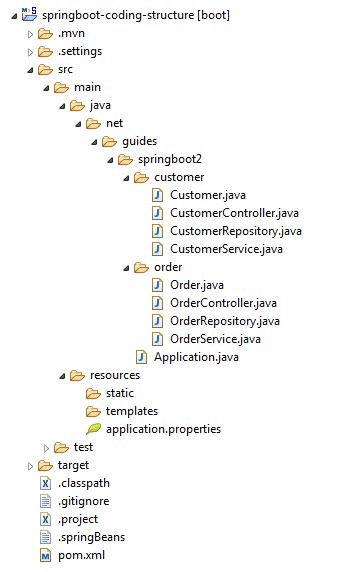 springboot-coding-structure [boot]
.mvn
.settings
src
main
java
net
guides
springboot2
customer
Customer.java
CustomerController.java
CustomerRepository.java
CustomerService.java
order
Order.java
OrderController.java
OrderRepository.java
OrderService.java
Application.java
resources
static
templates
application.properties
test
target
.classpath
.gitignore
.project
.springBeans
pom.xml